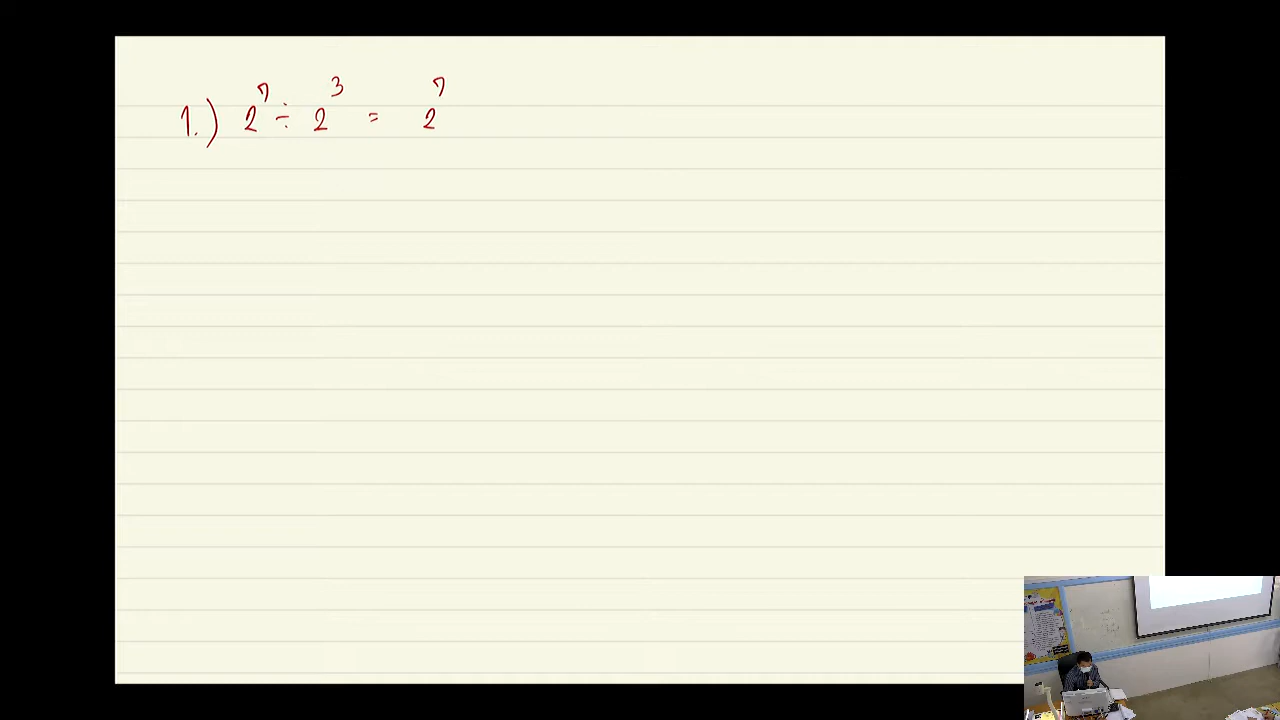 1.) 2⁷ ÷ 2³ = 2⁷